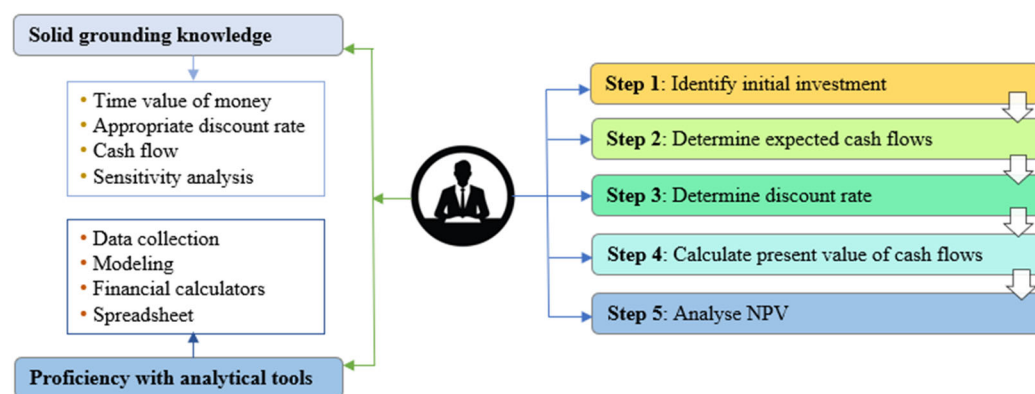 Solid grounding knowledge
• Time value of money
• Appropriate discount rate
• Cash flow
• Sensitivity analysis
• Data collection
• Modeling
• Financial calculators
• Spreadsheet
Proficiency with analytical tools
Step 1: Identify initial investment
Step 2: Determine expected cash flows
Step 3: Determine discount rate
Step 4: Calculate present value of cash flows
Step 5: Analyse NPV